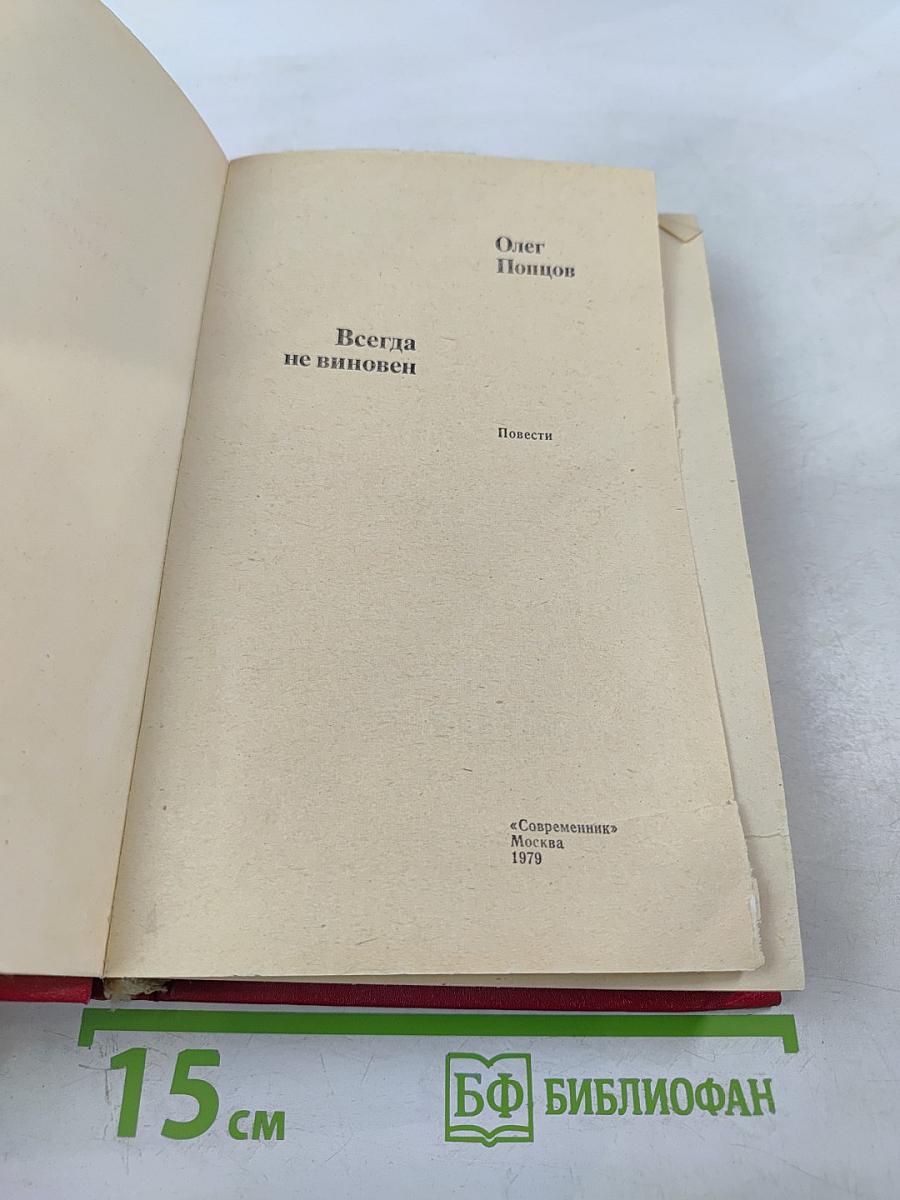 Олег
Попцов
Всегда
не виновен
Повести
«Современник»
Москва
1979
15 см
БФ БИБЛИОФАН